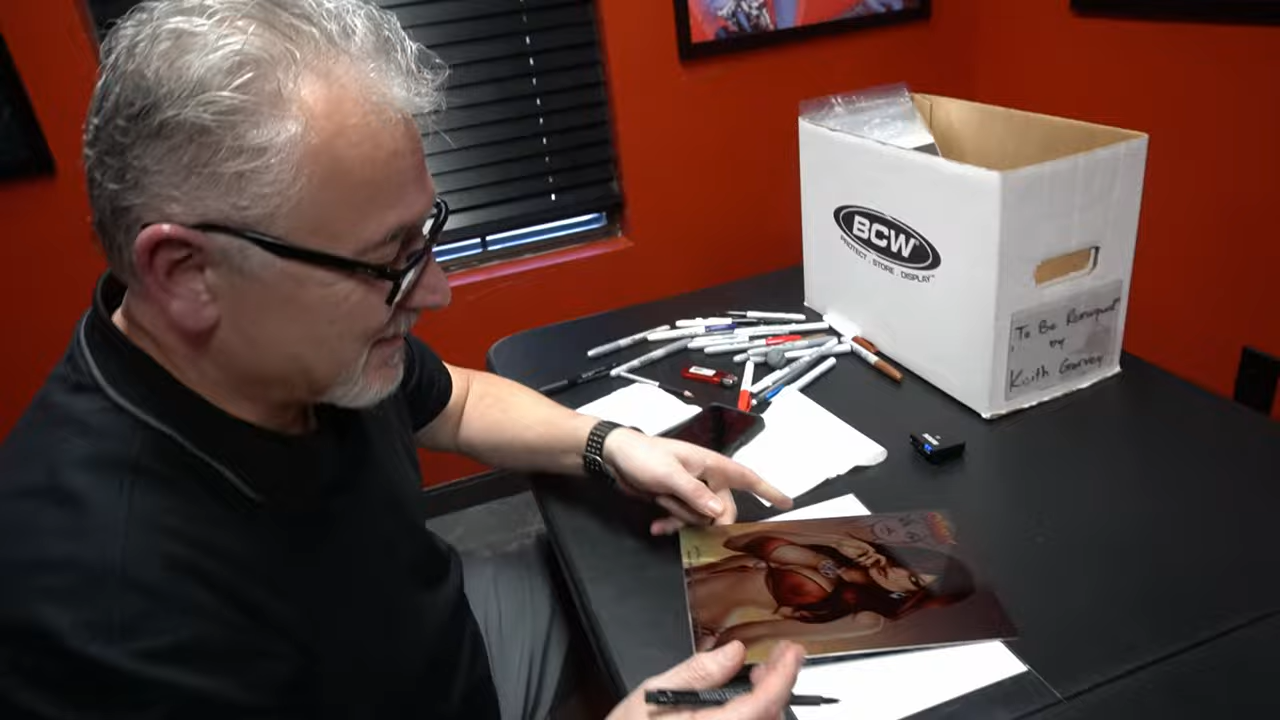 BCW
PROTECT . STORE . DISPLAY
To Be Remarqued
by
Keith Garvey